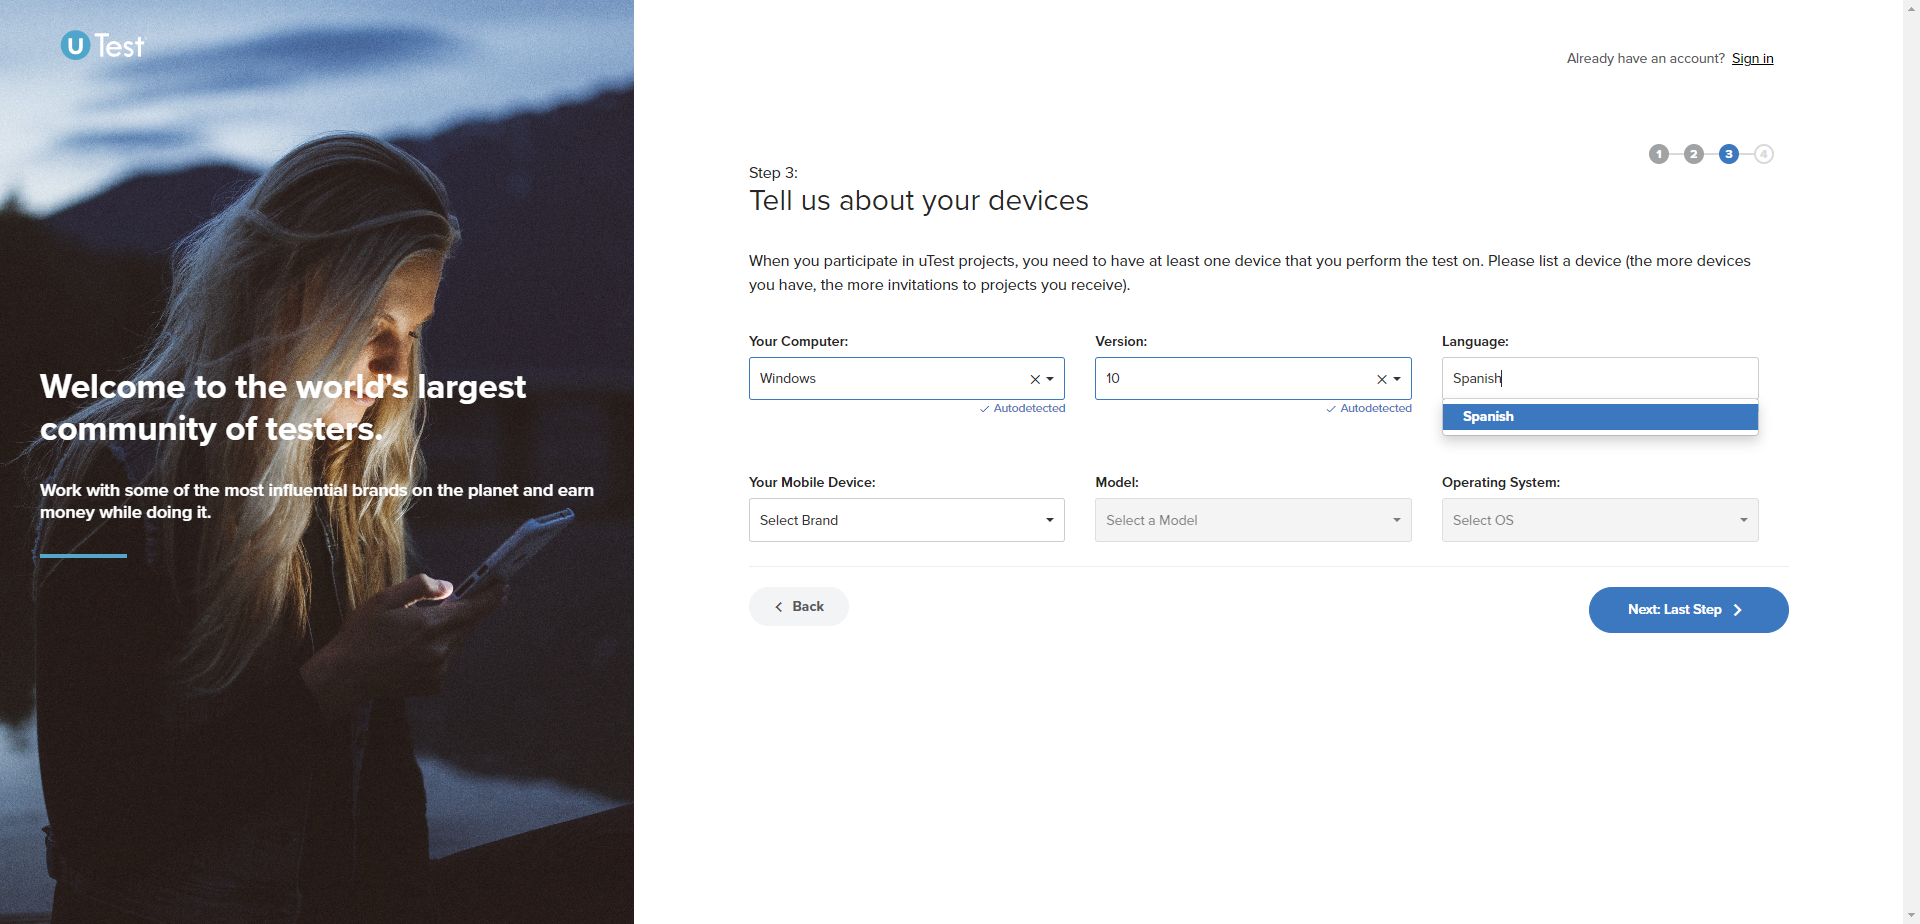 U Test
Already have an account? Sign in
1 2 3 4
Step 3:
Tell us about your devices
When you participate in uTest projects, you need to have at least one device that you perform the test on. Please list a device (the more devices
you have, the more invitations to projects you receive).
Your Computer: Version: Language:
Windows 10 Spanish
Autodetected Autodetected
Spanish
Your Mobile Device: Model: Operating System:
Select Brand Select a Model Select OS
Back Next: Last Step
Welcome to the world's largest
community of testers.
Work with some of the most influential brands on the planet and earn
money while doing it.